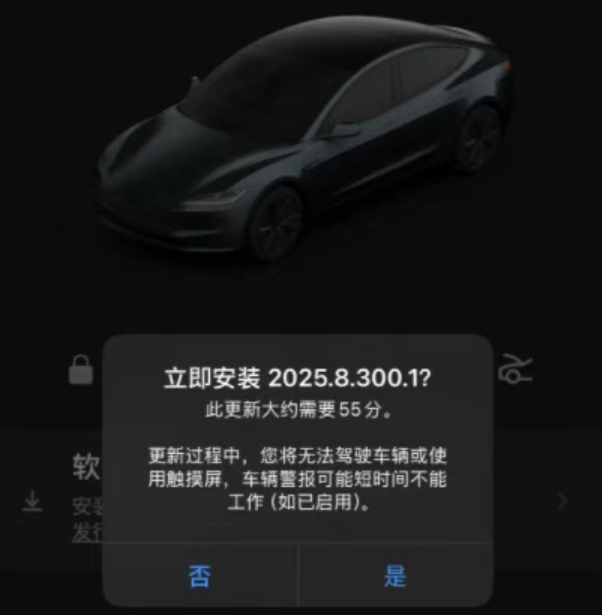 立即安装 2025.8.300.1?
此更新大约需要55分。
更新过程中，您将无法驾驶车辆或使
用触摸屏，车辆警报可能短时间不能
工作（如已启用）。
软
安装
发行
否
是